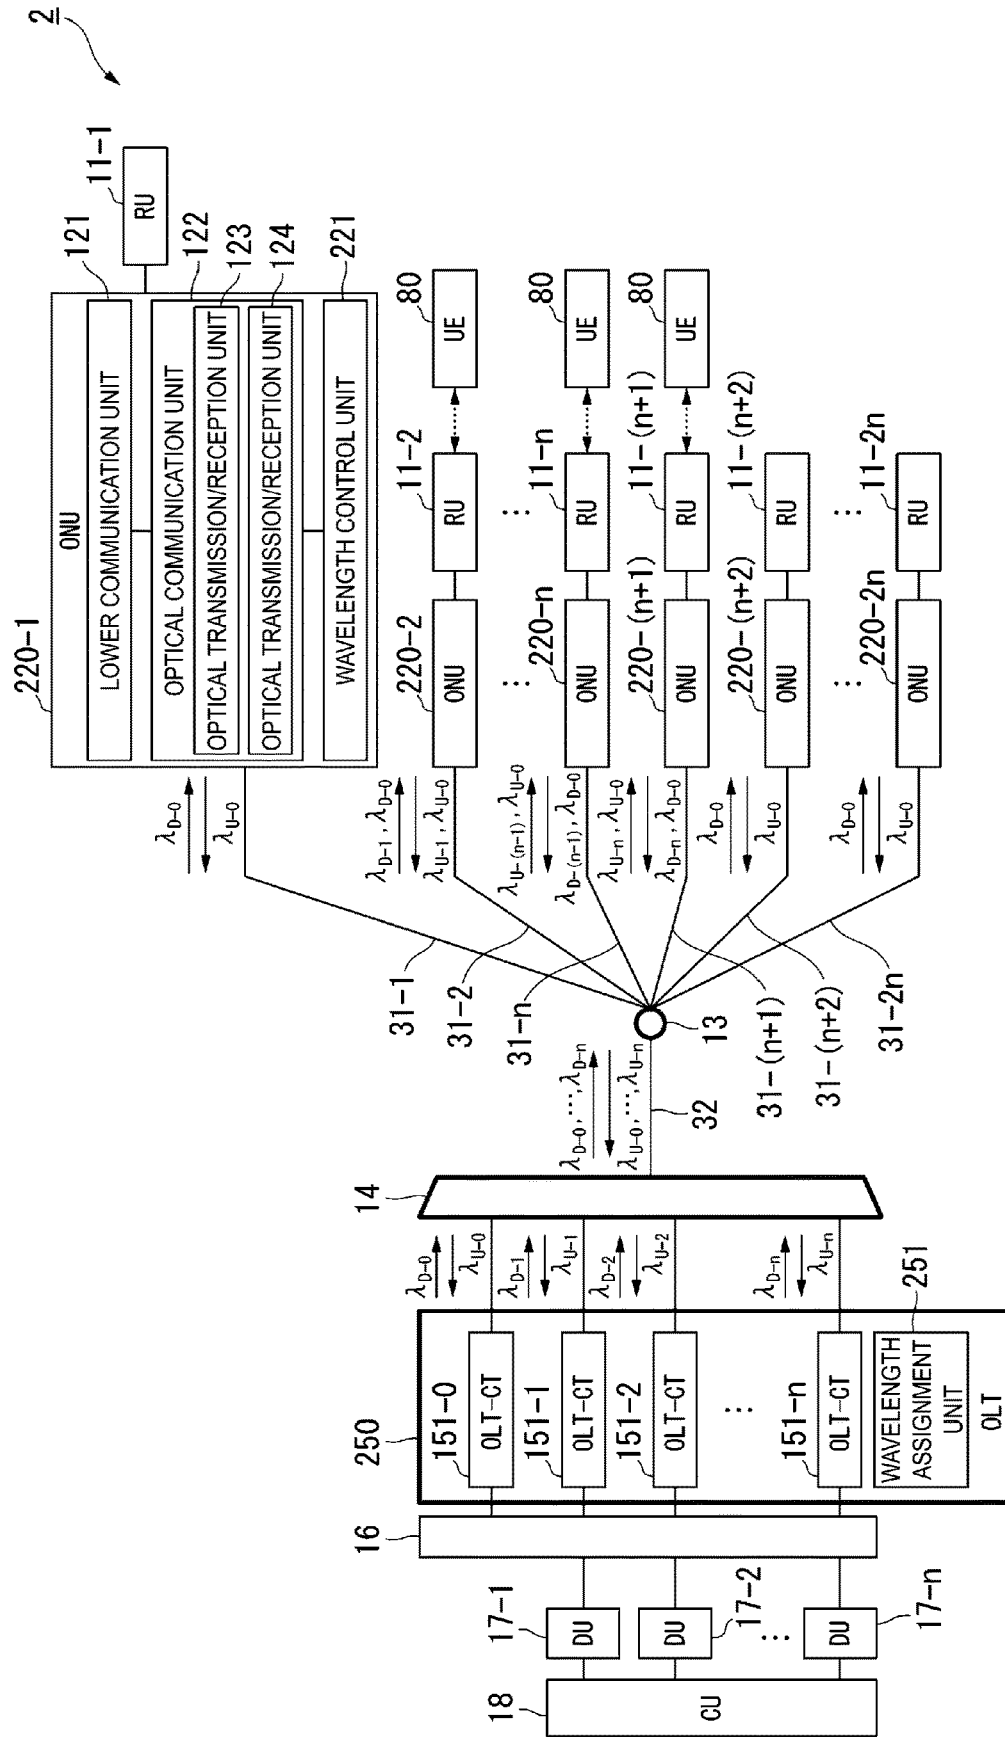 2
220-1
ONU
LOWER COMMUNICATION UNIT
121
OPTICAL COMMUNICATION UNIT
122
OPTICAL TRANSMISSION/RECEPTION UNIT
123
OPTICAL TRANSMISSION/RECEPTION UNIT
124
WAVELENGTH CONTROL UNIT
221
RU
11-1
λD-0
λU-0
220-2
ONU
11-2
RU
80
UE
λD-1, λD-0
λU-1, λU-0
⋮
⋮
220-n
ONU
11-n
RU
80
UE
λU-(n-1), λU-0
λD-(n-1), λD-0
220-(n+1)
ONU
11-(n+1)
RU
80
UE
λU-n, λU-0
λD-n, λD-0
220-(n+2)
ONU
11-(n+2)
RU
λD-0
λU-0
⋮
⋮
220-2n
ONU
11-2n
RU
λD-0
λU-0
31-1
31-2
31-n
13
31-(n+1)
31-(n+2)
31-2n
λD-0, …, λD-n
λU-0, …, λU-n
32
14
λD-0
λU-0
λD-1
λU-1
λD-2
λU-2
λD-n
λU-n
250
151-0
OLT-CT
151-1
OLT-CT
151-2
OLT-CT
⋮
151-n
OLT-CT
251
WAVELENGTH
ASSIGNMENT
UNIT
OLT
16
17-1
DU
DU
17-2
⋮
DU
17-n
18
CU